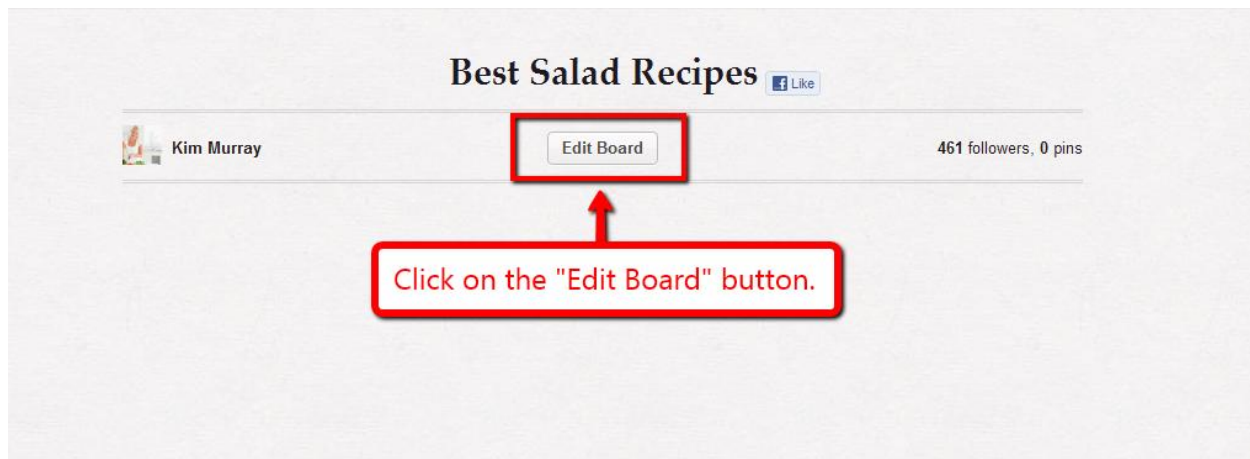 Best Salad Recipes Like
Kim Murray Edit Board 461 followers, 0 pins
Click on the "Edit Board" button.